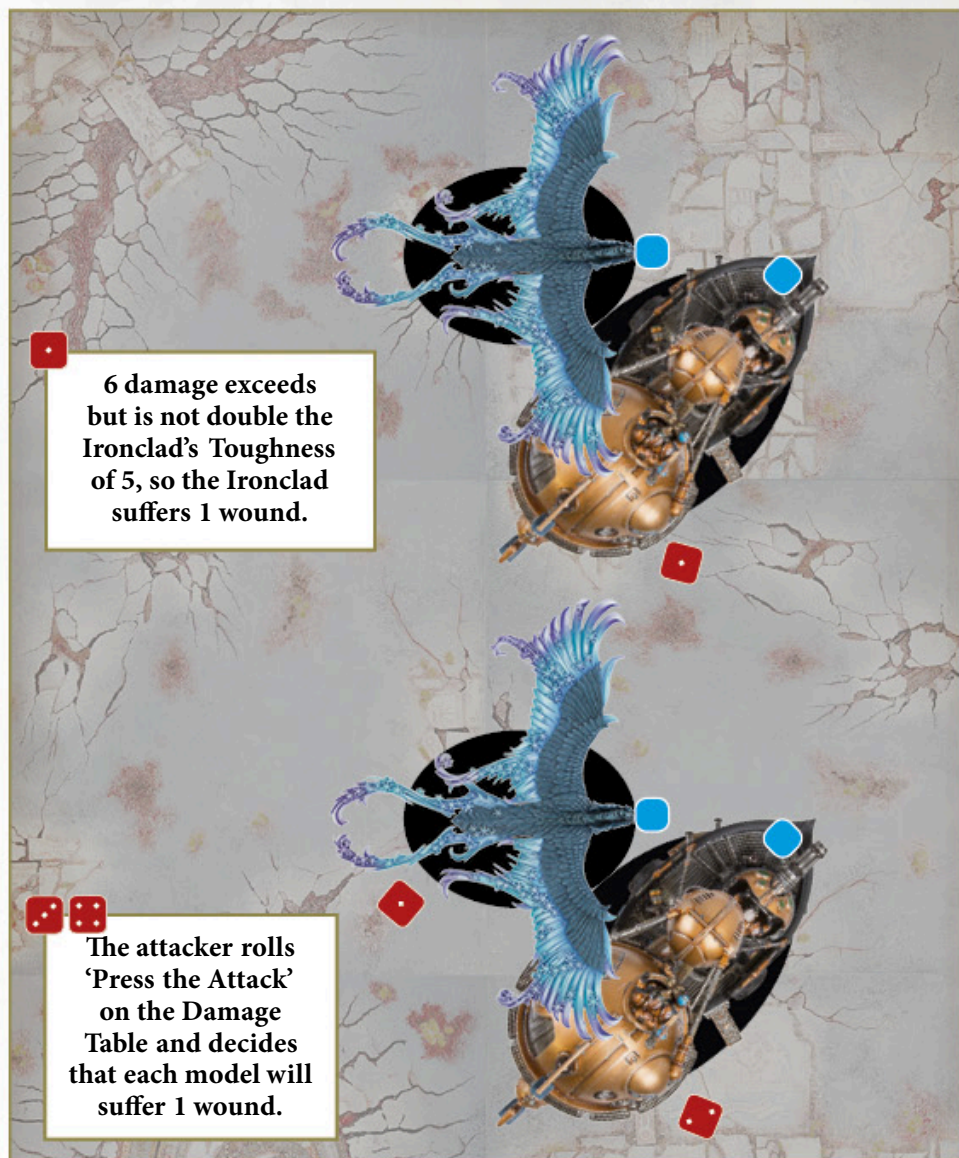 6 damage exceeds
but is not double the
Ironclad’s Toughness
of 5, so the Ironclad
suffers 1 wound.
The attacker rolls
‘Press the Attack’
on the Damage
Table and decides
that each model will
suffer 1 wound.